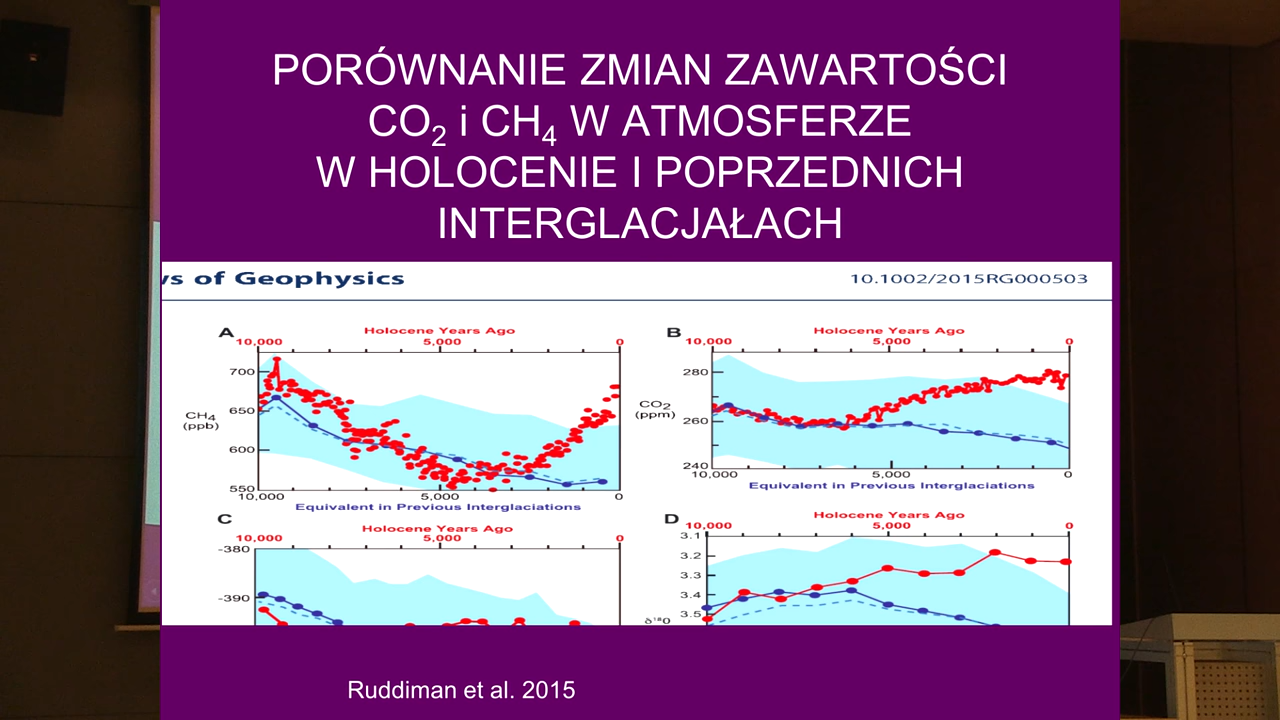 PORÓWNANIE ZMIAN ZAWARTOŚCI
CO₂ i CH₄ W ATMOSFERZE
W HOLOCENIE I POPRZEDNICH
INTERGLACJAŁACH
ws of Geophysics
10.1002/2015RG000503
A
Holocene Years Ago
10,000 5,000 0
700
650
600
550
CH₄
(ppb)
10,000 5,000 0
Equivalent in Previous Interglaciations
B
Holocene Years Ago
10,000 5,000 0
280
260
240
CO₂
(ppm)
10,000 5,000 0
Equivalent in Previous Interglaciations
C
Holocene Years Ago
10,000 5,000 0
-380
-390
D
Holocene Years Ago
10,000 5,000 0
3.1
3.2
3.3
3.4
3.5
δ¹⁸O
Ruddiman et al. 2015